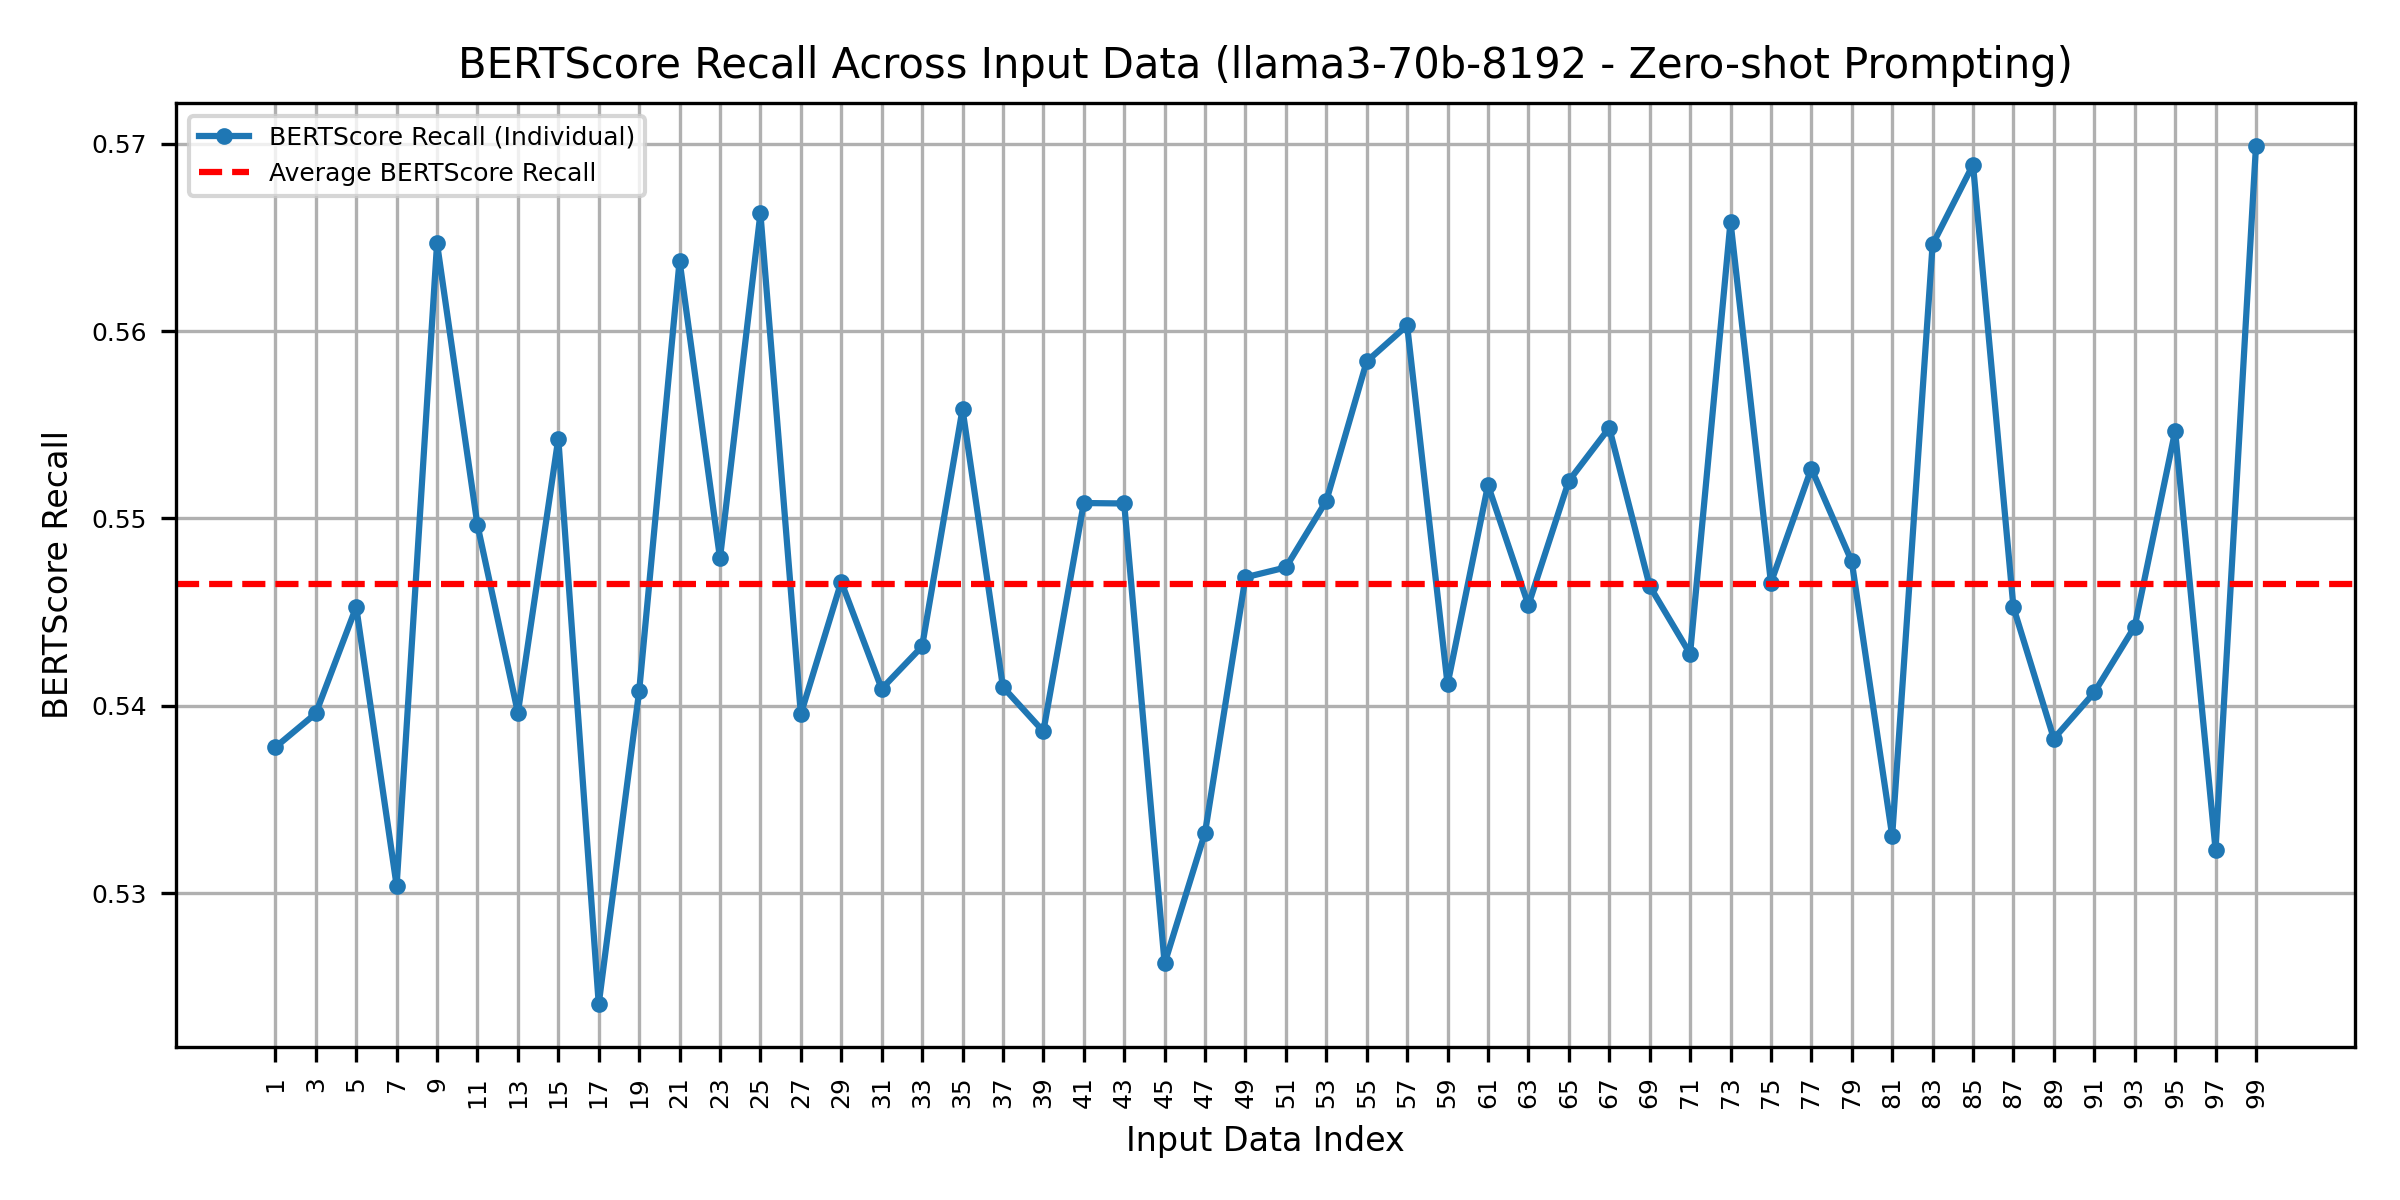 BERTScore Recall Across Input Data (llama3-70b-8192 - Zero-shot Prompting)
BERTScore Recall (Individual)
Average BERTScore Recall
0.57
0.56
0.55
0.54
0.53
BERTScore Recall
1 3 5 7 9 11 13 15 17 19 21 23 25 27 29 31 33 35 37 39 41 43 45 47 49 51 53 55 57 59 61 63 65 67 69 71 73 75 77 79 81 83 85 87 89 91 93 95 97 99
Input Data Index